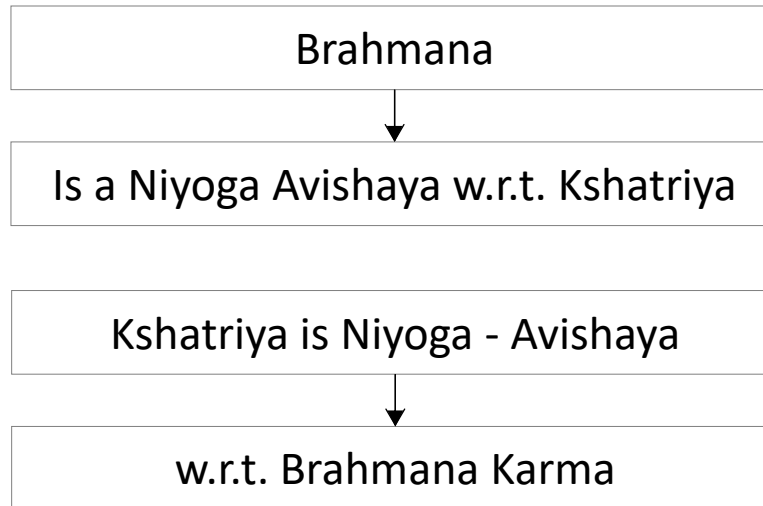 Brahmana
Is a Niyoga Avishaya w.r.t. Kshatriya
Kshatriya is Niyoga - Avishaya
w.r.t. Brahmana Karma